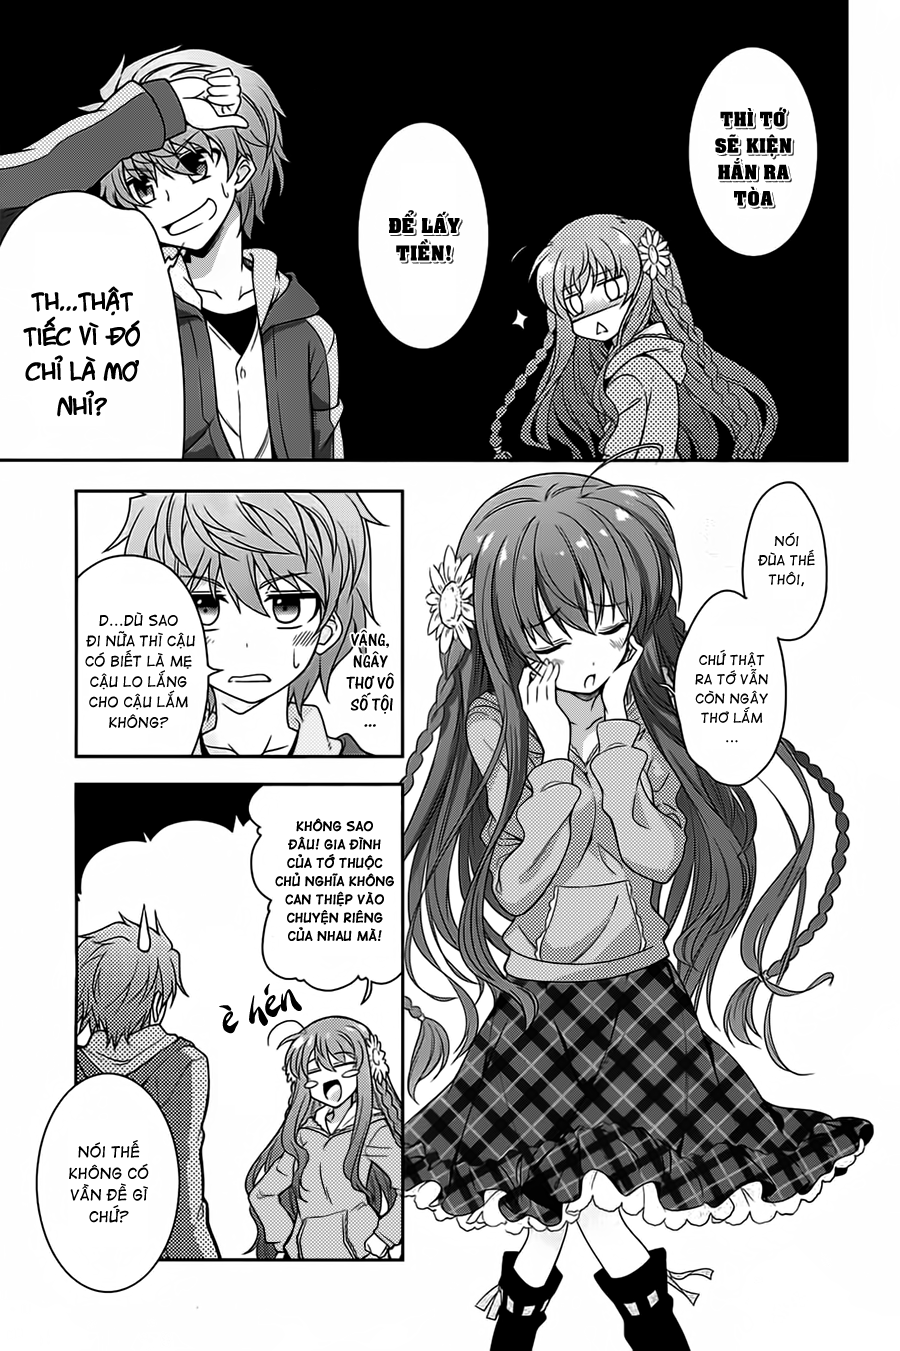 THÌ TỚ
SẼ KIỆN
HẮN RA
TÒA
ĐỂ LẤY
TIỀN!
TH...THẬT
TIẾC VÌ ĐÓ
CHỈ LÀ MƠ
NHỈ?
NÓI
ĐÙA THẾ
THÔI,
CHỨ THẬT
RA TỚ VẪN
CÒN NGÂY
THƠ LẮM
...
VÂNG,
NGÂY
THƠ VÔ
SỐ TỘI
...
D...DÙ SAO
ĐI NỮA THÌ CẬU
CÓ BIẾT LÀ MẸ
CẬU LO LẮNG
CHO CẬU LẮM
KHÔNG?
KHÔNG SAO
ĐÂU! GIA ĐÌNH
CỦA TỚ THUỘC
CHỦ NGHĨA KHÔNG
CAN THIỆP VÀO
CHUYỆN RIÊNG
CỦA NHAU MÀ!
è hén
NÓI THẾ
KHÔNG CÓ
VẤN ĐỀ GÌ
CHỨ?